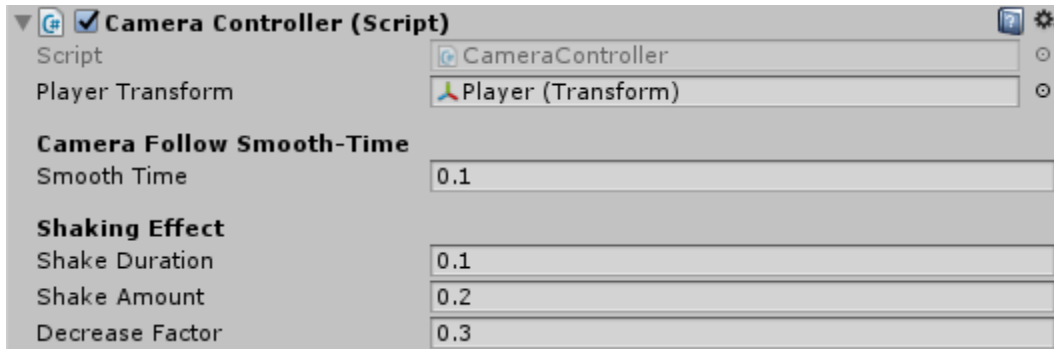 Camera Controller (Script)
Script CameraController
Player Transform Player (Transform)
Camera Follow Smooth-Time
Smooth Time 0.1
Shaking Effect
Shake Duration 0.1
Shake Amount 0.2
Decrease Factor 0.3